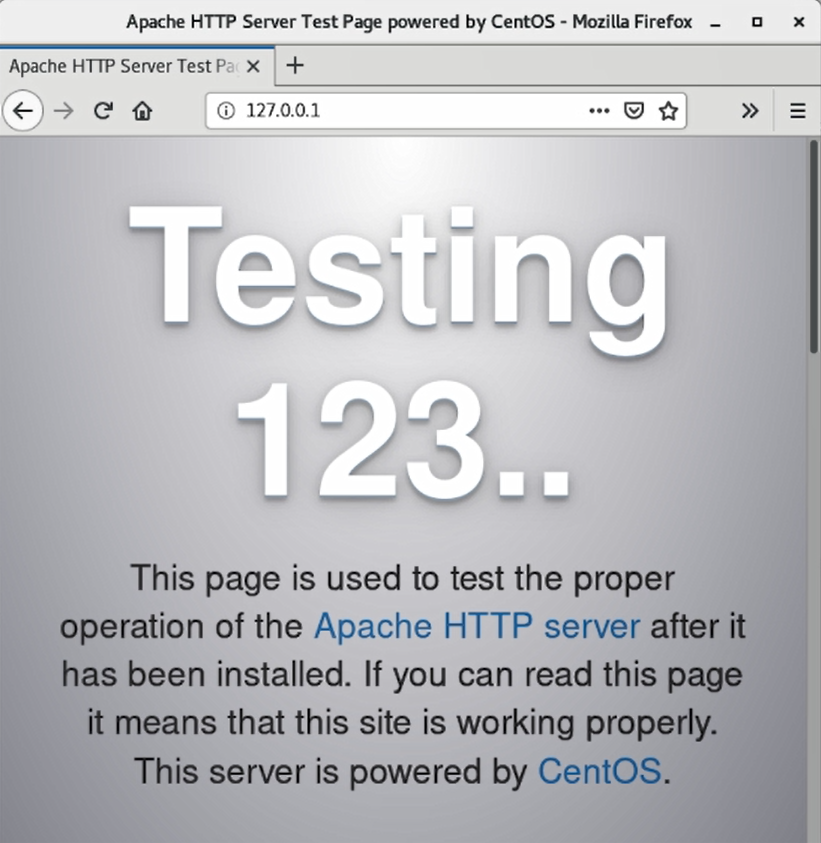 Apache HTTP Server Test Page powered by CentOS - Mozilla Firefox
Apache HTTP Server Test Pa
127.0.0.1
Testing
123..
This page is used to test the proper
operation of the Apache HTTP server after it
has been installed. If you can read this page
it means that this site is working properly.
This server is powered by CentOS.